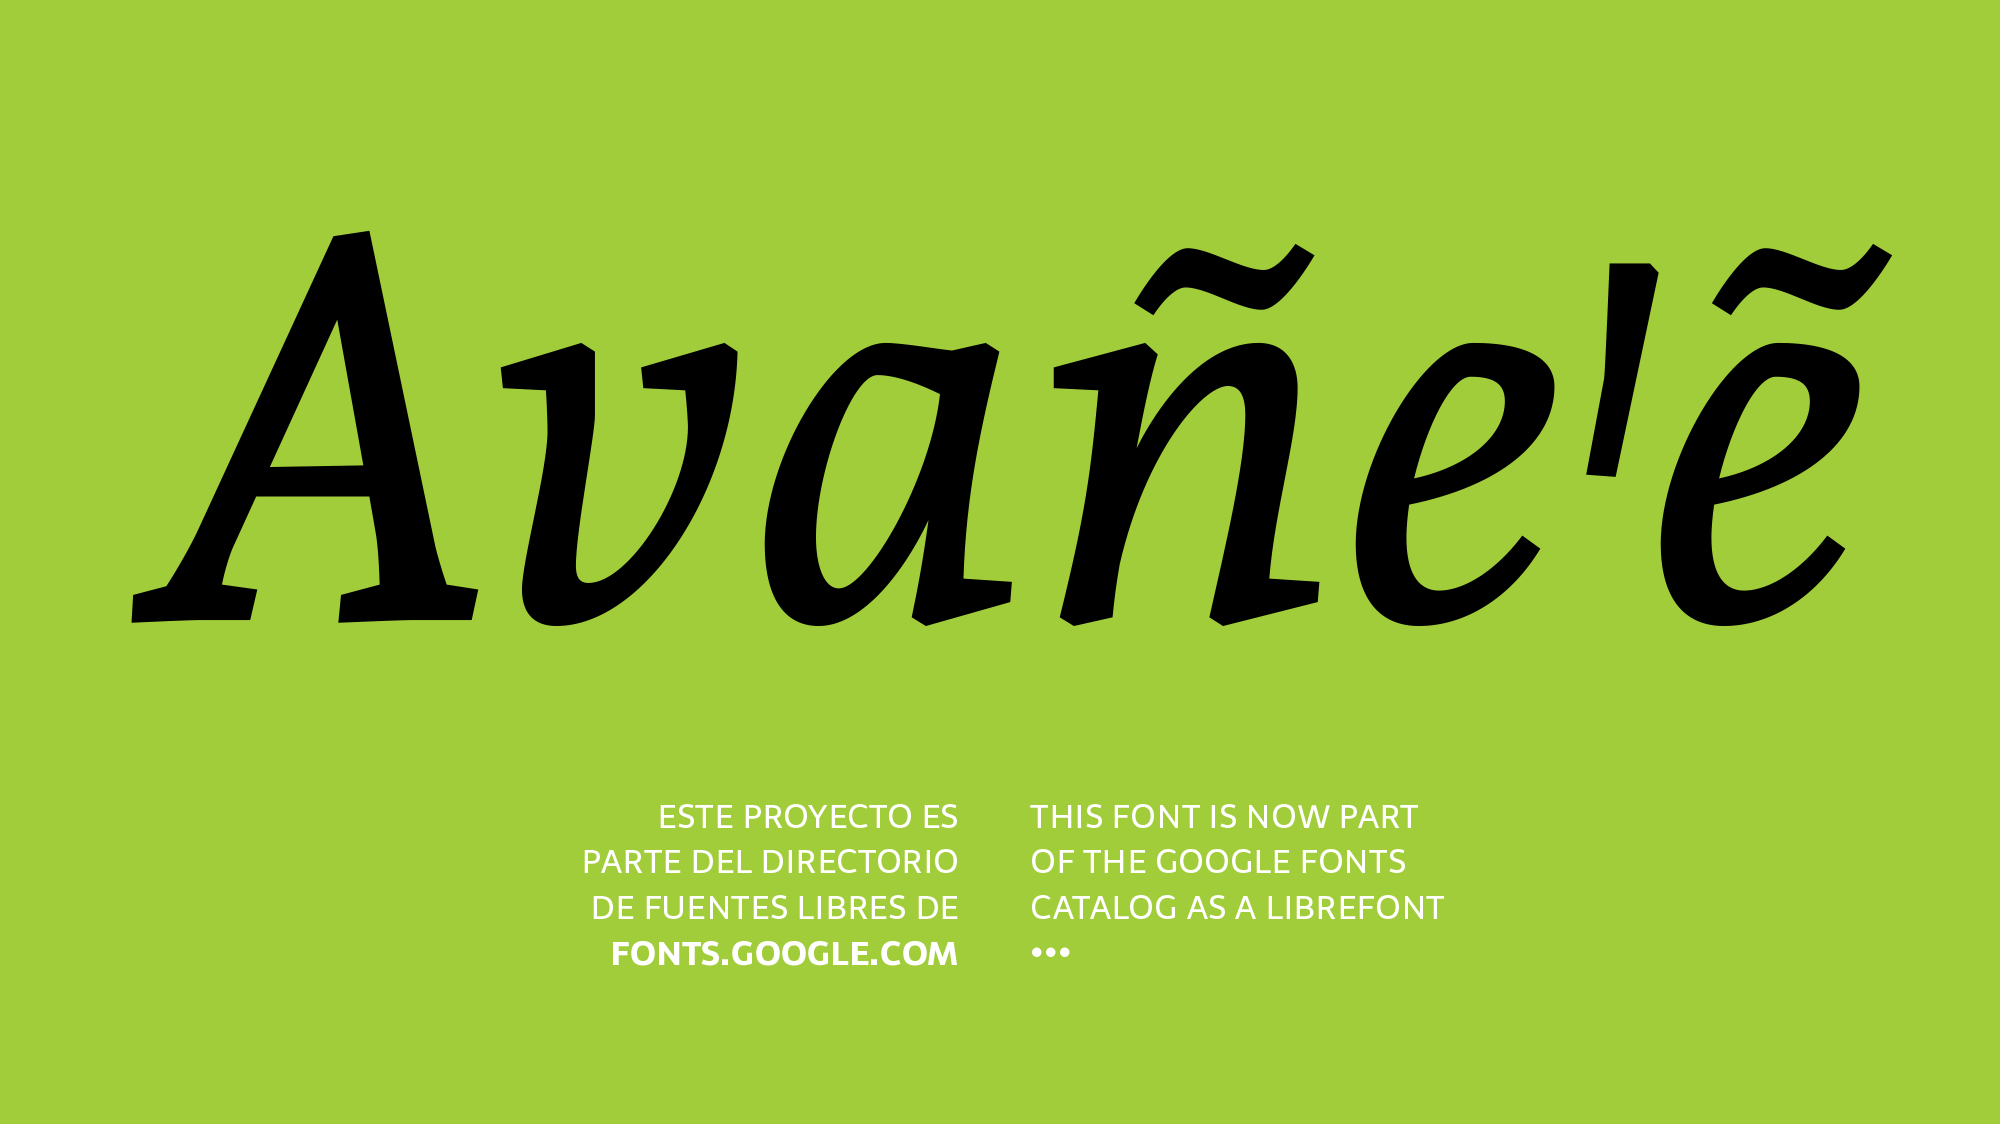 Avañe'ẽ
ESTE PROYECTO ES
PARTE DEL DIRECTORIO
DE FUENTES LIBRES DE
FONTS.GOOGLE.COM
THIS FONT IS NOW PART
OF THE GOOGLE FONTS
CATALOG AS A LIBREFONT
•••